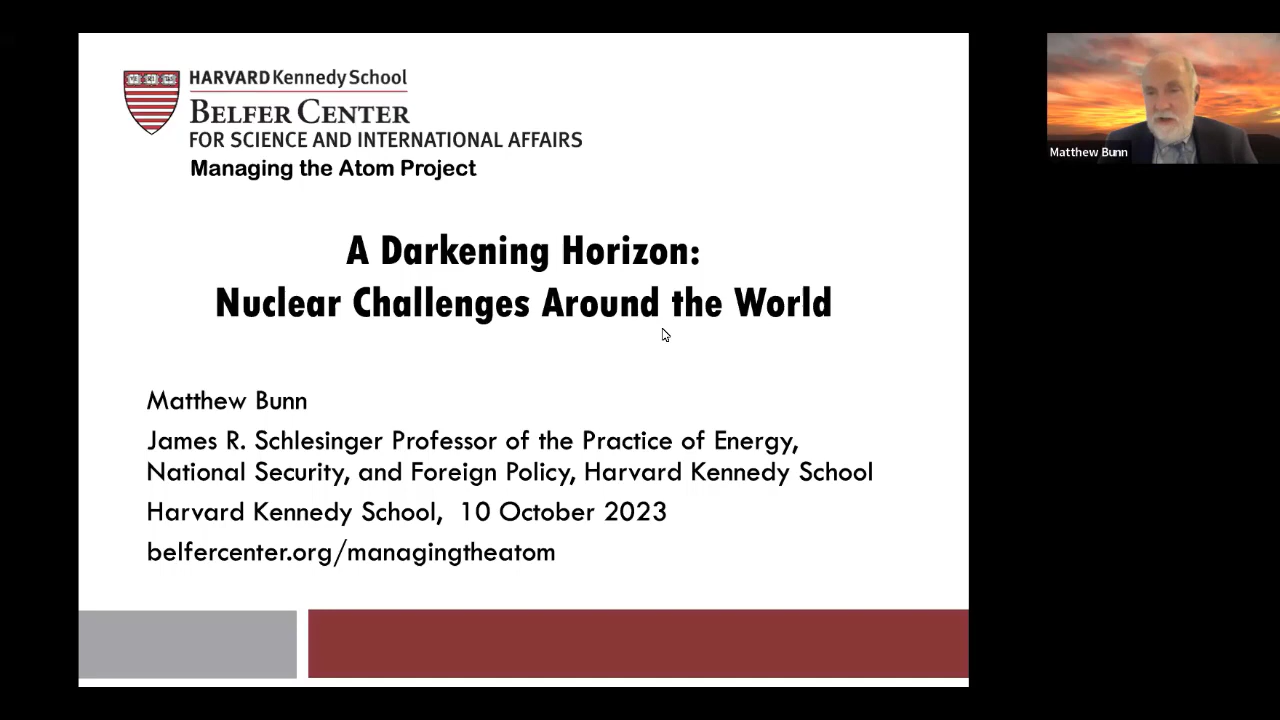 HARVARD Kennedy School
BELFER CENTER
FOR SCIENCE AND INTERNATIONAL AFFAIRS
Managing the Atom Project
A Darkening Horizon:
Nuclear Challenges Around the World
Matthew Bunn
James R. Schlesinger Professor of the Practice of Energy,
National Security, and Foreign Policy, Harvard Kennedy School
Harvard Kennedy School, 10 October 2023
belfercenter.org/managingtheatom
Matthew Bunn